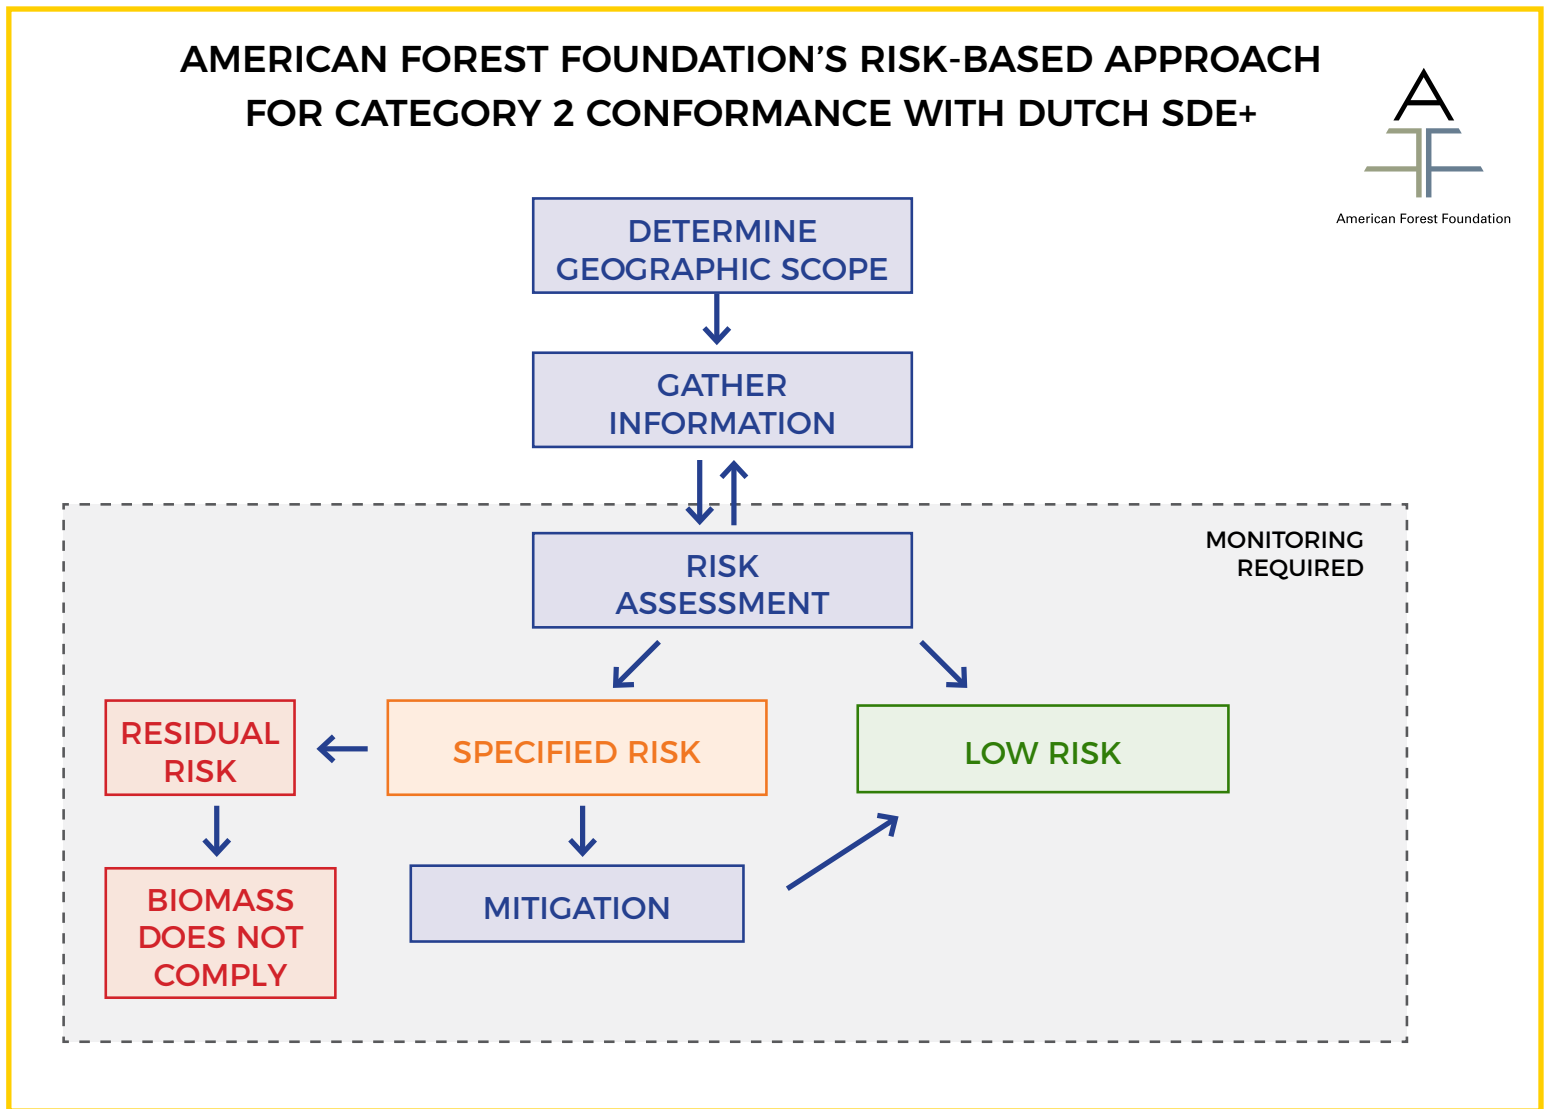 AMERICAN FOREST FOUNDATION’S RISK-BASED APPROACH
FOR CATEGORY 2 CONFORMANCE WITH DUTCH SDE+
American Forest Foundation
DETERMINE
GEOGRAPHIC SCOPE
GATHER
INFORMATION
MONITORING
REQUIRED
RISK
ASSESSMENT
RESIDUAL
RISK
SPECIFIED RISK
LOW RISK
BIOMASS
DOES NOT
COMPLY
MITIGATION